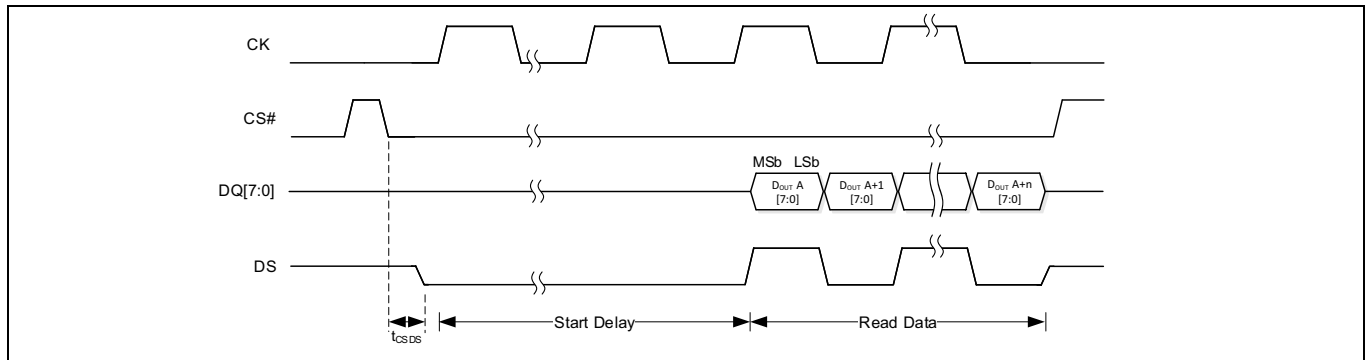 CK
CS#
MSb LSb
DQ[7:0]
DOUT A
[7:0]
DOUT A+1
[7:0]
DOUT A+n
[7:0]
DS
Start Delay
Read Data
tCSDS